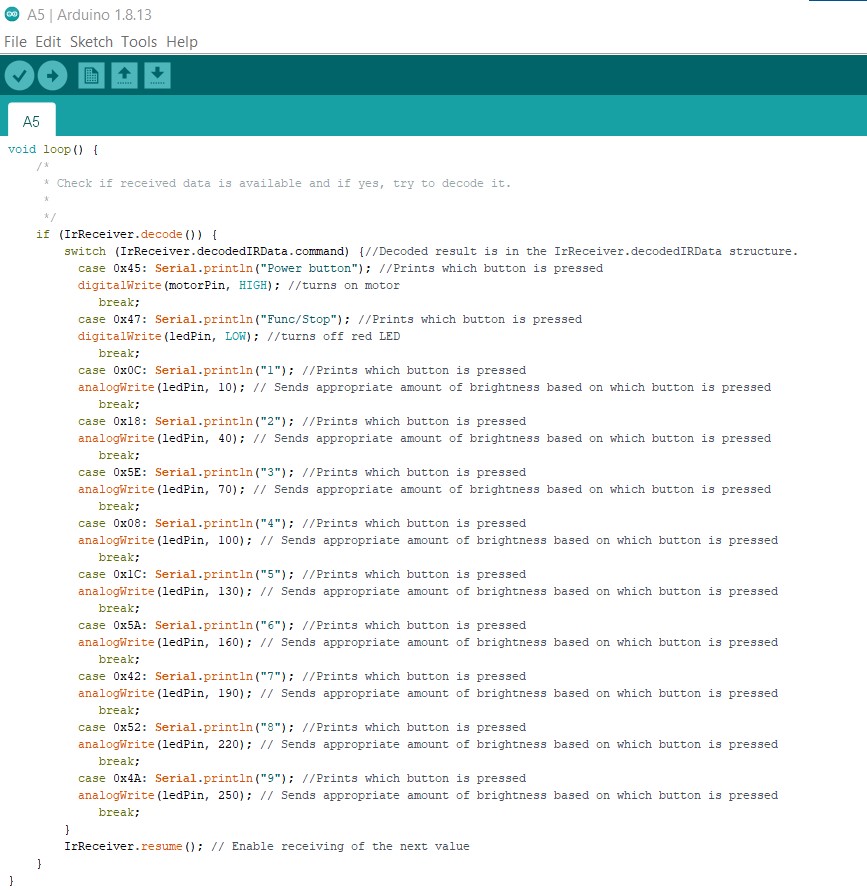 A5 | Arduino 1.8.13
File Edit Sketch Tools Help
A5
void loop() {
/*
* Check if received data is available and if yes, try to decode it.
*
*/
if (IrReceiver.decode()) {
switch (IrReceiver.decodedIRData.command) {//Decoded result is in the IrReceiver.decodedIRData structure.
case 0x45: Serial.println("Power button"); //Prints which button is pressed
digitalWrite(motorPin, HIGH); //turns on motor
break;
case 0x47: Serial.println("Func/Stop"); //Prints which button is pressed
digitalWrite(ledPin, LOW); //turns off red LED
break;
case 0x0C: Serial.println("1"); //Prints which button is pressed
analogWrite(ledPin, 10); // Sends appropriate amount of brightness based on which button is pressed
break;
case 0x18: Serial.println("2"); //Prints which button is pressed
analogWrite(ledPin, 40); // Sends appropriate amount of brightness based on which button is pressed
break;
case 0x5E: Serial.println("3"); //Prints which button is pressed
analogWrite(ledPin, 70); // Sends appropriate amount of brightness based on which button is pressed
break;
case 0x08: Serial.println("4"); //Prints which button is pressed
analogWrite(ledPin, 100); // Sends appropriate amount of brightness based on which button is pressed
break;
case 0x1C: Serial.println("5"); //Prints which button is pressed
analogWrite(ledPin, 130); // Sends appropriate amount of brightness based on which button is pressed
break;
case 0x5A: Serial.println("6"); //Prints which button is pressed
analogWrite(ledPin, 160); // Sends appropriate amount of brightness based on which button is pressed
break;
case 0x42: Serial.println("7"); //Prints which button is pressed
analogWrite(ledPin, 190); // Sends appropriate amount of brightness based on which button is pressed
break;
case 0x52: Serial.println("8"); //Prints which button is pressed
analogWrite(ledPin, 220); // Sends appropriate amount of brightness based on which button is pressed
break;
case 0x4A: Serial.println("9"); //Prints which button is pressed
analogWrite(ledPin, 250); // Sends appropriate amount of brightness based on which button is pressed
break;
}
IrReceiver.resume(); // Enable receiving of the next value
}
}